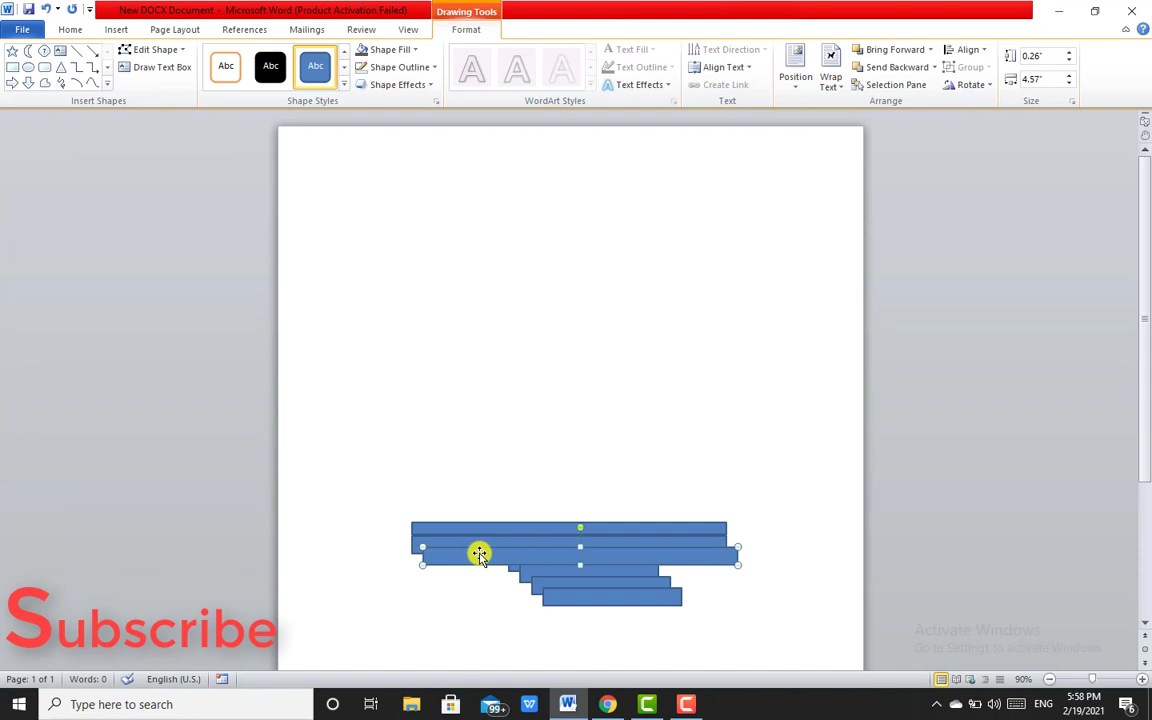 New DOCX Document - Microsoft Word (Product Activation Failed)
Drawing Tools
File Home Insert Page Layout References Mailings Review View Format
Edit Shape
Draw Text Box
Insert Shapes
Abc Abc Abc
Shape Fill
Shape Outline
Shape Effects
Shape Styles
A A A
Text Fill
Text Outline
Text Effects
WordArt Styles
Text Direction
Align Text
Create Link
Text
Position
Wrap
Text
Bring Forward
Send Backward
Selection Pane
Align
Group
Rotate
Arrange
0.26"
4.57"
Size
Subscribe
Activate Windows
Go to Settings to activate Windows.
Page: 1 of 1 Words: 0 English (U.S.) 90%
Type here to search
99+
ENG
5:58 PM
2/19/2021
6